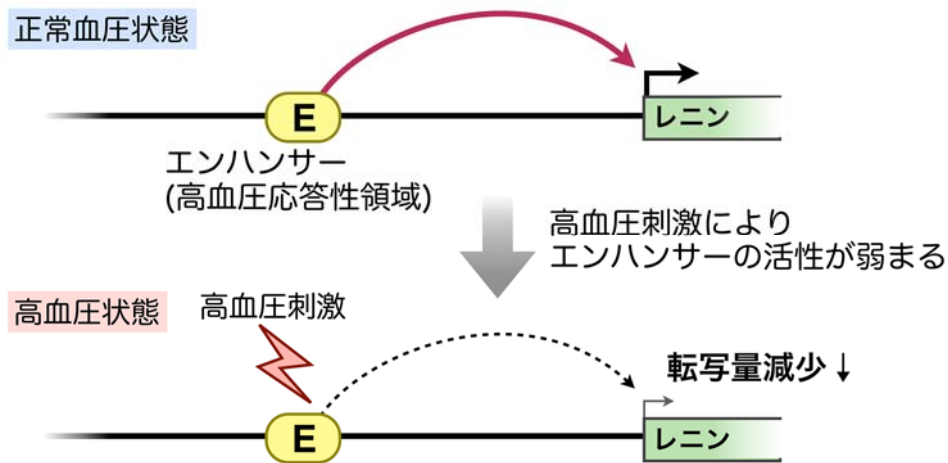 正常血圧状態
E
レニン
エンハンサー
(高血圧応答性領域)
高血圧刺激により
エンハンサーの活性が弱まる
高血圧状態
高血圧刺激
転写量減少↓
E
レニン